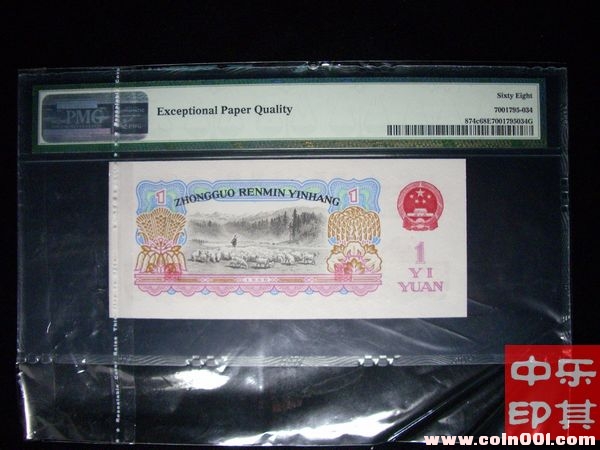 PMG
Exceptional Paper Quality
Sixty Eight
7001795-034
874c68E7001795034G
1 1
ZHONGGUO RENMIN YINHANG
1
YI
YUAN
1960
中乐
印其
www.coin001.com